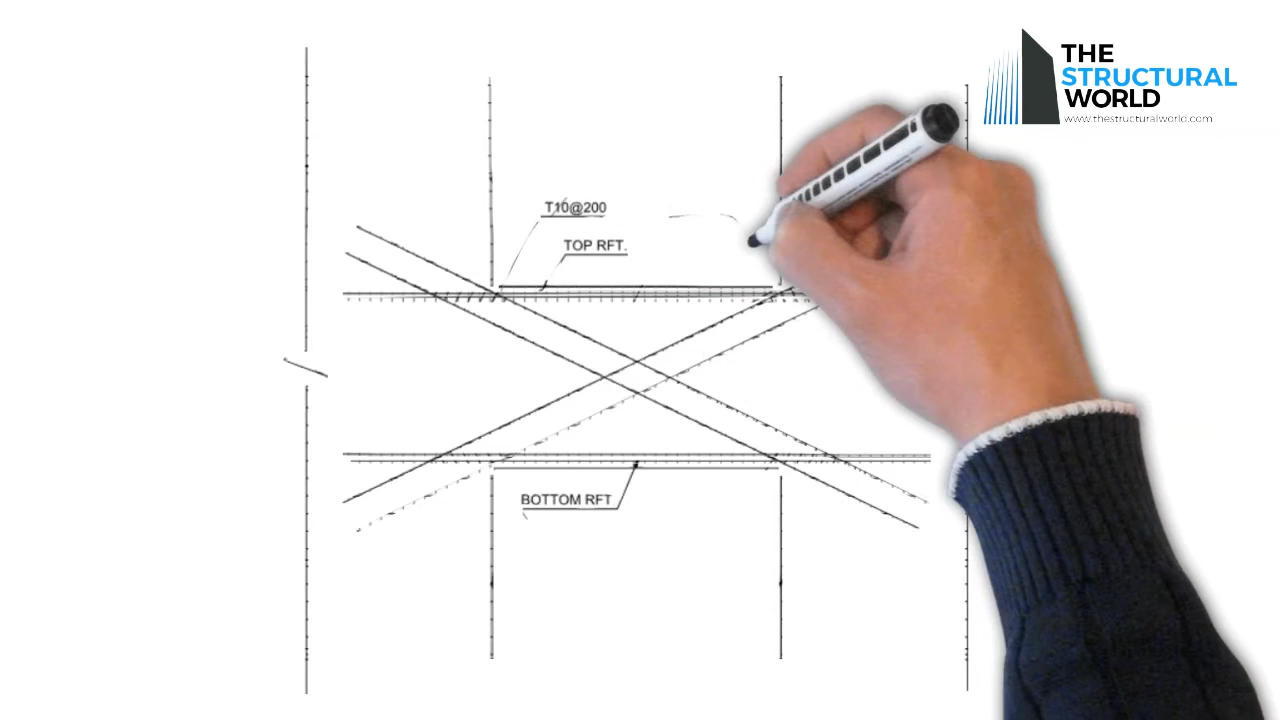 THE
STRUCTURAL
WORLD
www.thestructuralworld.com
T10@200
TOP RFT.
BOTTOM RFT